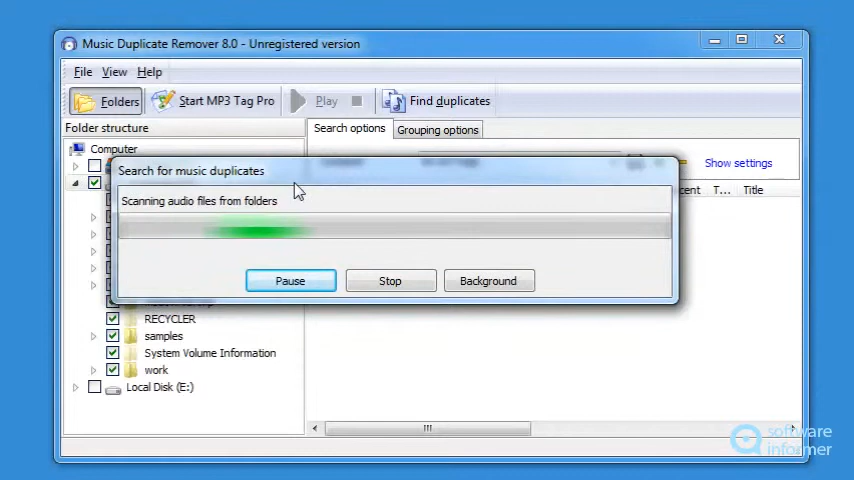 Music Duplicate Remover 8.0 - Unregistered version
File View Help
Folders Start MP3 Tag Pro Play Find duplicates
Folder structure
Search options Grouping options
Computer
Show settings
Search for music duplicates
Scanning audio files from folders
cent T... Title
Pause Stop Background
RECYCLER
samples
System Volume Information
work
Local Disk (E:)
software
informer